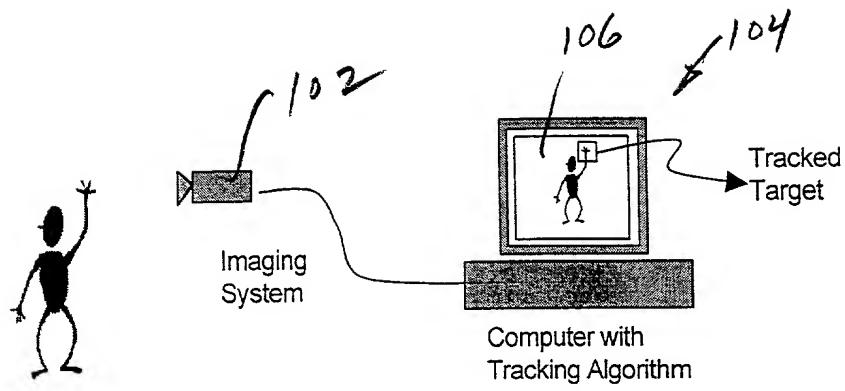 106
104
102
Tracked
Target
Imaging
System
Computer with
Tracking Algorithm